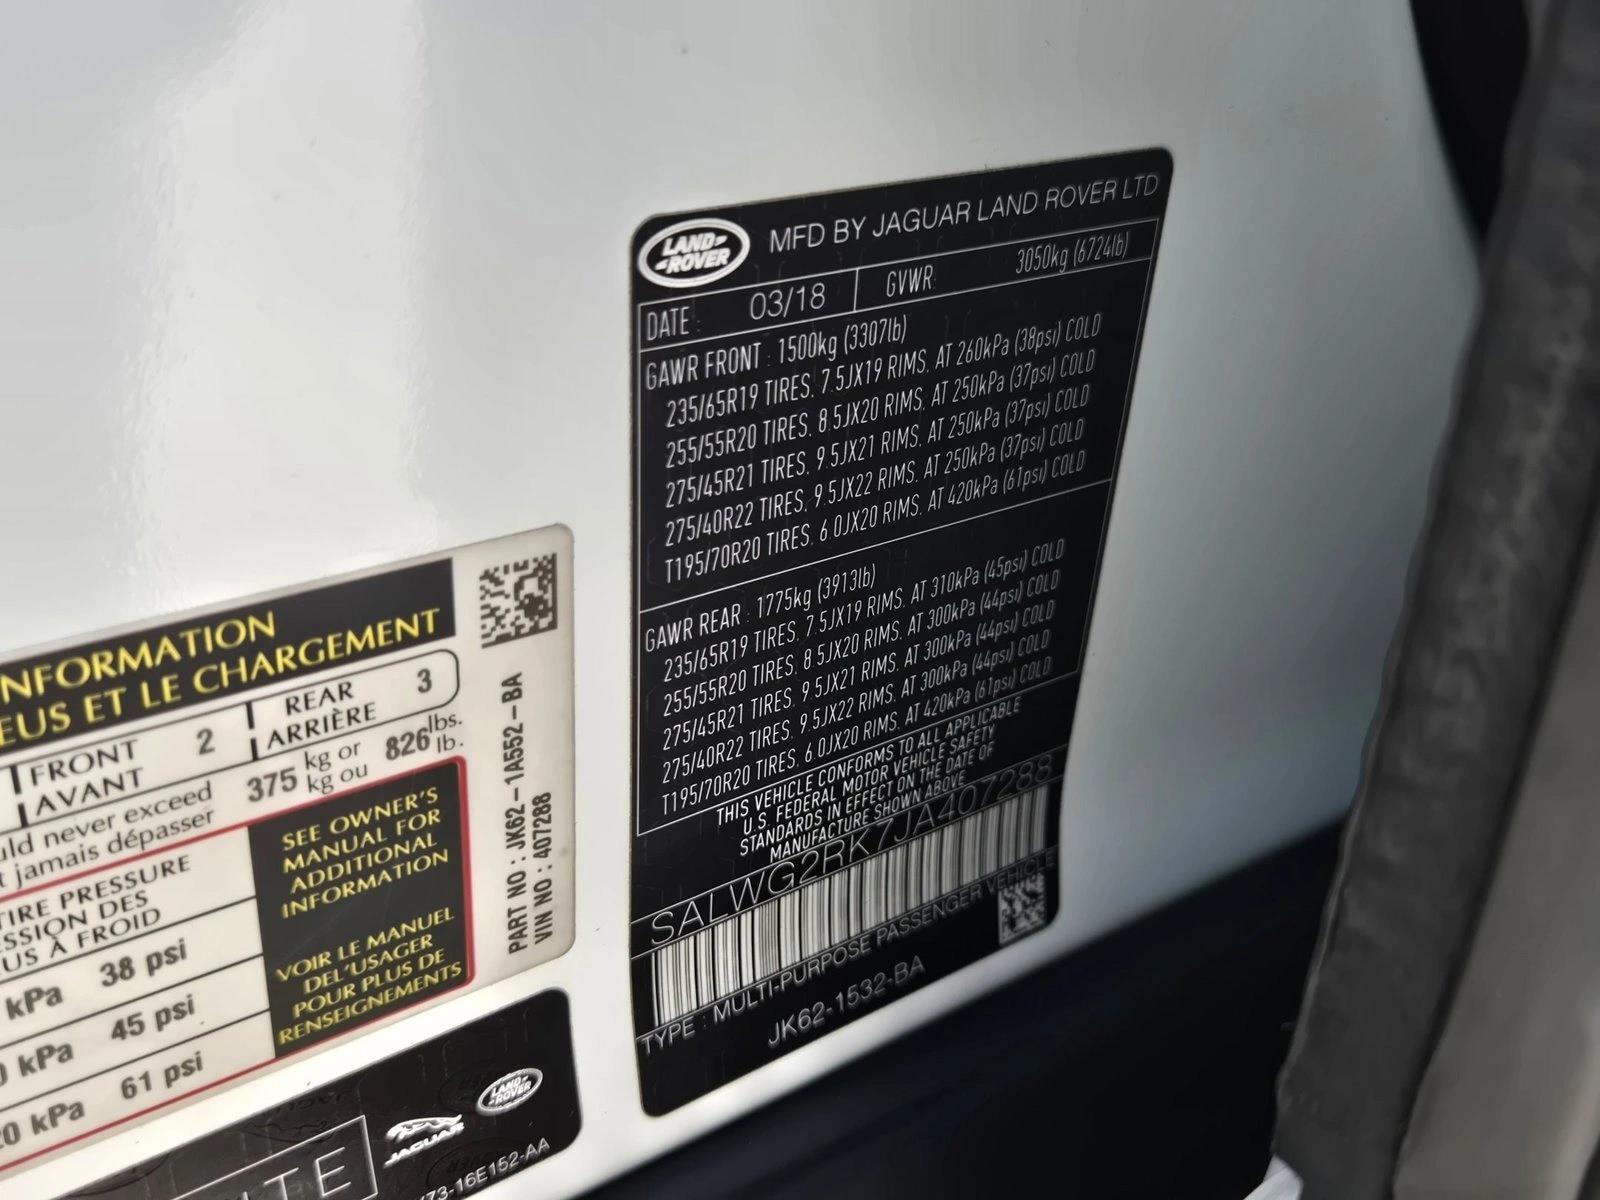 LAND-
-ROVER
MFD BY JAGUAR LAND ROVER LTD
DATE : 03/18 GVWR: 3050kg (6724lb)
GAWR FRONT : 1500kg (3307lb)
235/65R19 TIRES. 7.5JX19 RIMS. AT 260kPa (38psi) COLD
255/55R20 TIRES. 8.5JX20 RIMS. AT 250kPa (37psi) COLD
275/45R21 TIRES. 9.5JX21 RIMS. AT 250kPa (37psi) COLD
275/40R22 TIRES. 9.5JX22 RIMS. AT 250kPa (37psi) COLD
T195/70R20 TIRES. 6.0JX20 RIMS. AT 420kPa (61psi) COLD
GAWR REAR : 1775kg (3913lb)
235/65R19 TIRES. 7.5JX19 RIMS. AT 310kPa (45psi) COLD
255/55R20 TIRES. 8.5JX20 RIMS. AT 300kPa (44psi) COLD
275/45R21 TIRES. 9.5JX21 RIMS. AT 300kPa (44psi) COLD
275/40R22 TIRES. 9.5JX22 RIMS. AT 300kPa (44psi) COLD
T195/70R20 TIRES. 6.0JX20 RIMS. AT 420kPa (61psi) COLD
THIS VEHICLE CONFORMS TO ALL APPLICABLE
U.S. FEDERAL MOTOR VEHICLE SAFETY
STANDARDS IN EFFECT ON THE DATE OF
MANUFACTURE SHOWN ABOVE
SALWG2RK7JA407288
TYPE : MULTI-PURPOSE PASSENGER VEHICLE
JK62-1532-BA
NFORMATION
EUS ET LE CHARGEMENT
FRONT 2 REAR 3
AVANT ARRIÈRE
uld never exceed 375 kg or 826 lbs.
t jamais dépasser kg ou lb.
TIRE PRESSURE
SSION DES
US À FROID
kPa 38 psi
0 kPa 45 psi
20 kPa 61 psi
SEE OWNER'S
MANUAL FOR
ADDITIONAL
INFORMATION
VOIR LE MANUEL
DEL'USAGER
POUR PLUS DE
RENSEIGNEMENTS
PART NO : JK62-1A552-BA
VIN NO : 407288
LTE
JAGUAR
LAND-
-ROVER
73-16E152-AA